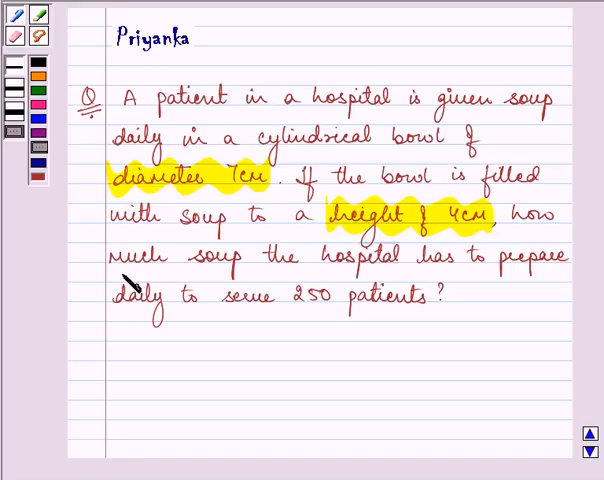 Priyanka
Q A patient in a hospital is given soup
daily in a cylindrical bowl of
diameter 7cm. If the bowl is filled
with soup to a height of 4cm, how
much soup the hospital has to prepare
daily to serve 250 patients?